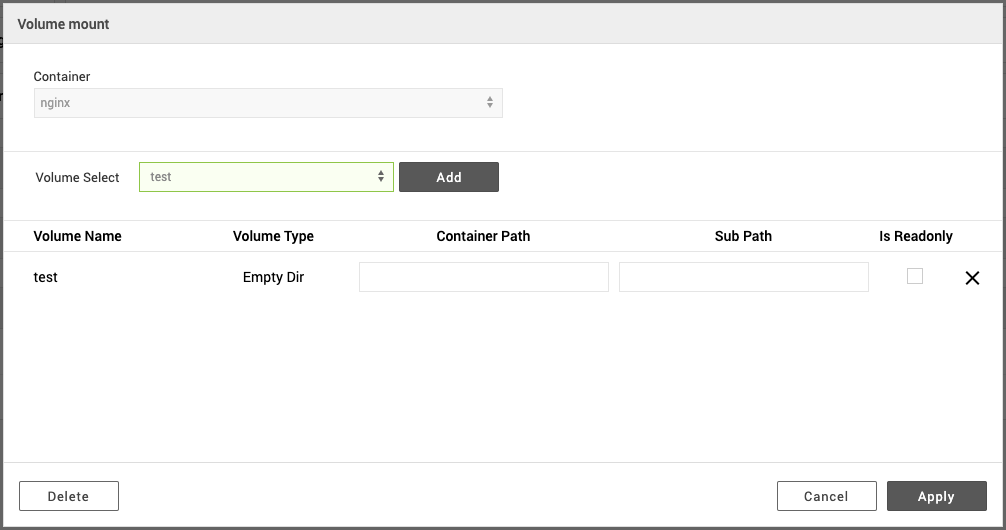 Volume mount
Container
nginx
Volume Select test Add
Volume Name Volume Type Container Path Sub Path Is Readonly
test Empty Dir
Delete Cancel Apply